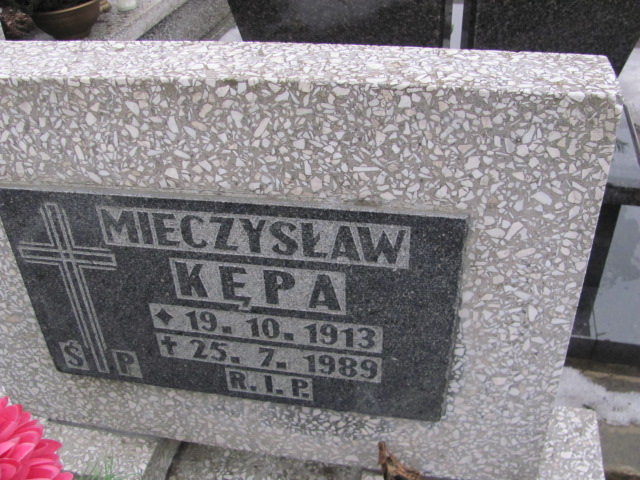 MIECZYSŁAW
KĘPA
✦ 19. 10. 1913
✝ 25. 7. 1989
Ś P
R. I. P.